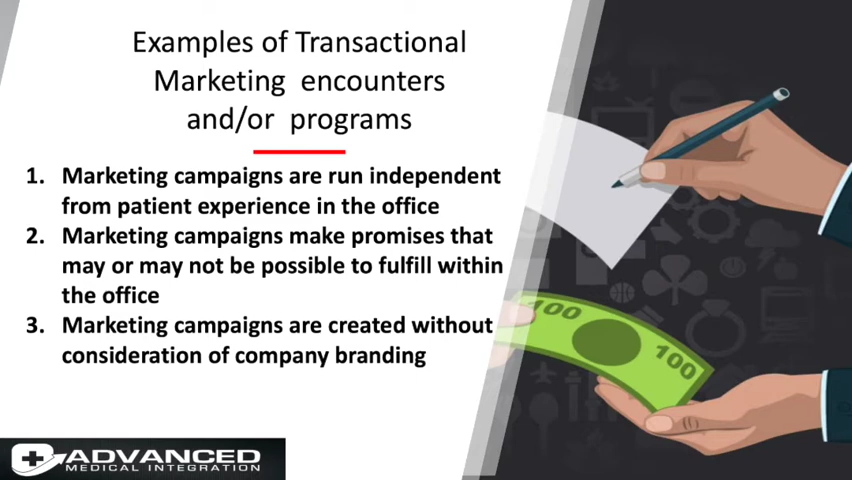 Examples of Transactional
Marketing encounters
and/or programs
1. Marketing campaigns are run independent
from patient experience in the office
2. Marketing campaigns make promises that
may or may not be possible to fulfill within
the office
3. Marketing campaigns are created without
consideration of company branding
100
100
ADVANCED
MEDICAL INTEGRATION